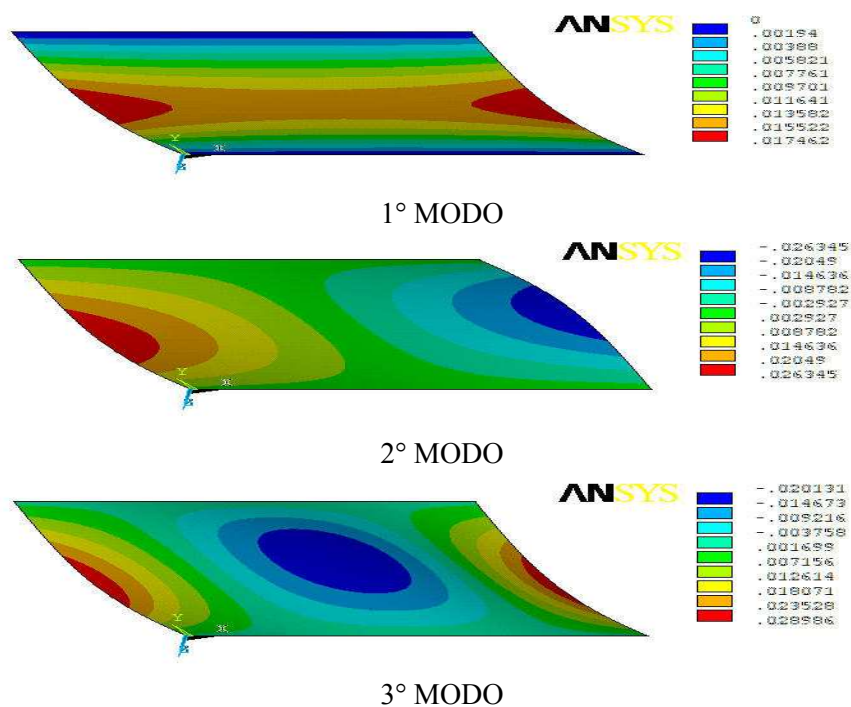 ANSYS
0
.00194
.00388
.005821
.007761
.009701
.011641
.013582
.015522
.017462
Y
X
Z
1° MODO
ANSYS
-.026345
-.02049
-.014636
-.008782
-.002927
.002927
.008782
.014636
.02049
.026345
Y
X
Z
2° MODO
ANSYS
-.020131
-.014673
-.009216
-.003758
.001699
.007156
.012614
.018071
.023528
.028986
Y
X
Z
3° MODO